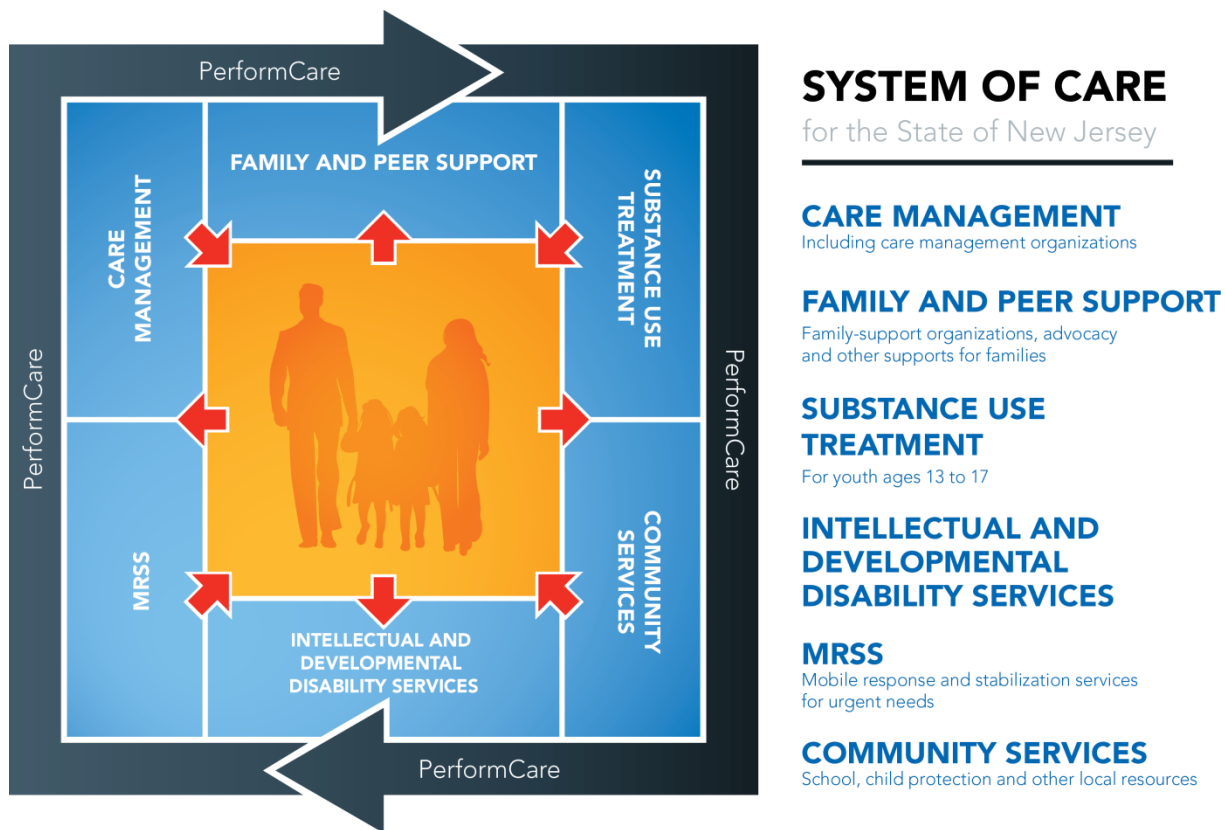 PerformCare
FAMILY AND PEER SUPPORT
CARE
MANAGEMENT
SUBSTANCE USE
TREATMENT
PerformCare
PerformCare
MRSS
COMMUNITY
SERVICES
INTELLECTUAL AND
DEVELOPMENTAL
DISABILITY SERVICES
PerformCare
SYSTEM OF CARE
for the State of New Jersey
CARE MANAGEMENT
Including care management organizations
FAMILY AND PEER SUPPORT
Family-support organizations, advocacy
and other supports for families
SUBSTANCE USE
TREATMENT
For youth ages 13 to 17
INTELLECTUAL AND
DEVELOPMENTAL
DISABILITY SERVICES
MRSS
Mobile response and stabilization services
for urgent needs
COMMUNITY SERVICES
School, child protection and other local resources